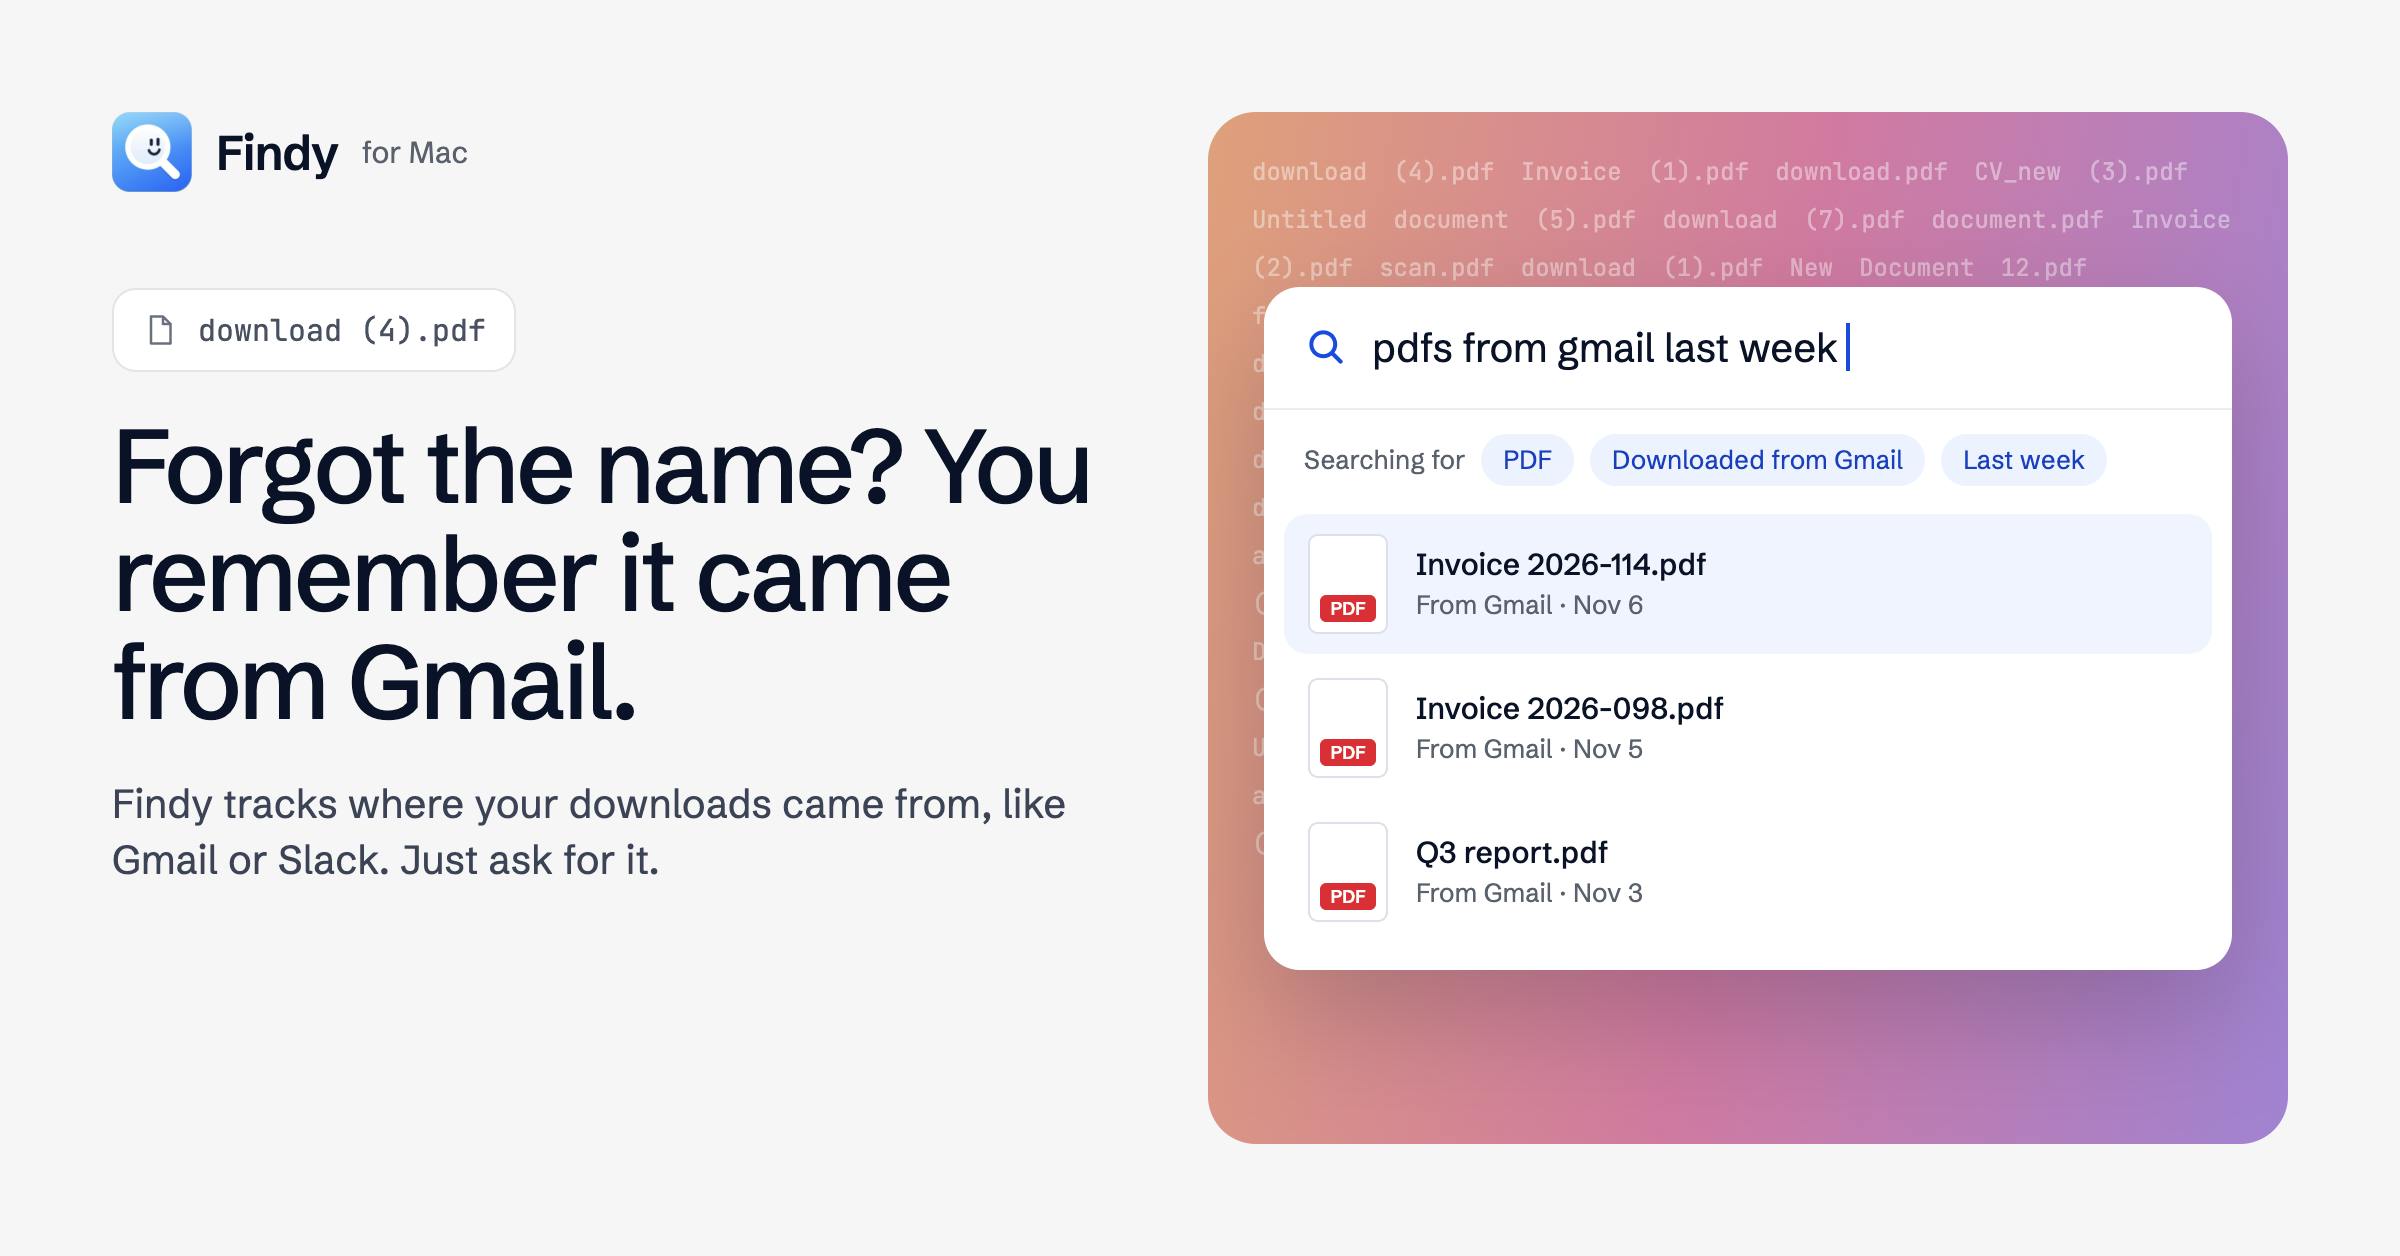 Findy for Mac
download (4).pdf
Forgot the name? You
remember it came
from Gmail.
Findy tracks where your downloads came from, like
Gmail or Slack. Just ask for it.
download (4).pdf Invoice (1).pdf download.pdf CV_new (3).pdf
Untitled document (5).pdf download (7).pdf document.pdf Invoice
(2).pdf scan.pdf download (1).pdf New Document 12.pdf
pdfs from gmail last week
Searching for PDF Downloaded from Gmail Last week
PDF
Invoice 2026-114.pdf
From Gmail · Nov 6
PDF
Invoice 2026-098.pdf
From Gmail · Nov 5
PDF
Q3 report.pdf
From Gmail · Nov 3